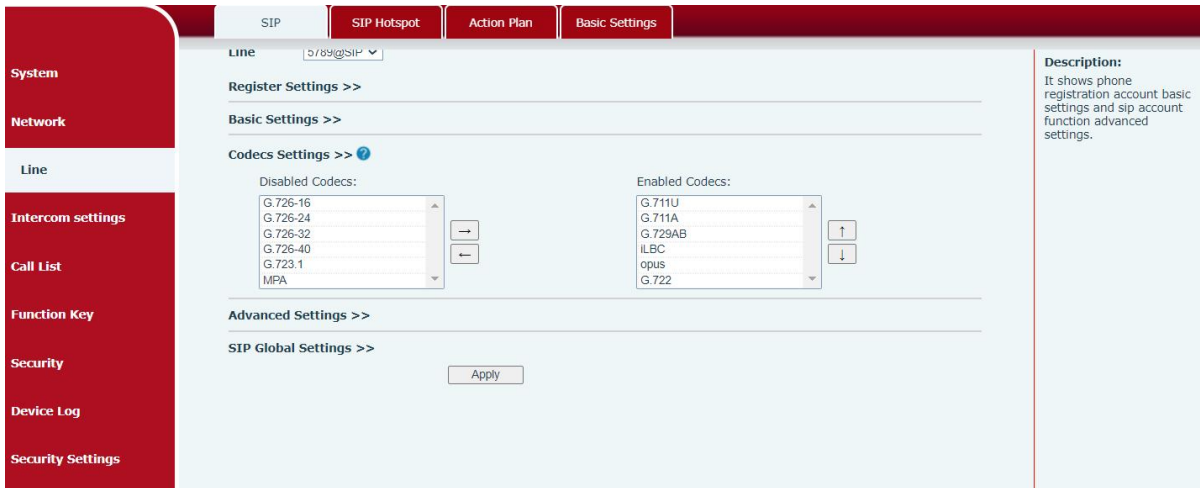 SIP
SIP Hotspot
Action Plan
Basic Settings
System
Network
Line
Intercom settings
Call List
Function Key
Security
Device Log
Security Settings
Line 5789@SIP
Register Settings >>
Basic Settings >>
Codecs Settings >> ?
Disabled Codecs:
G.726-16
G.726-24
G.726-32
G.726-40
G.723.1
MPA
→
←
Enabled Codecs:
G.711U
G.711A
G.729AB
iLBC
opus
G.722
↑
↓
Advanced Settings >>
SIP Global Settings >>
Apply
Description:
It shows phone
registration account basic
settings and sip account
function advanced
settings.